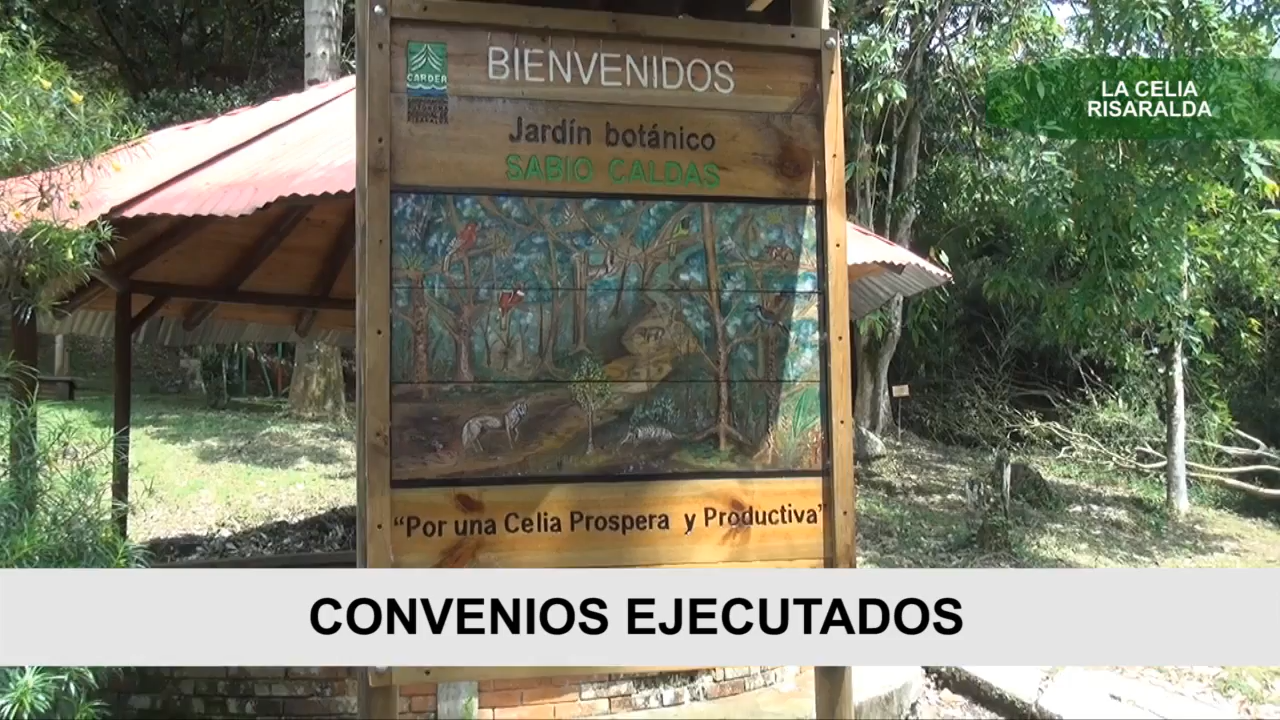 BIENVENIDOS
CARDER
Jardín botánico
SABIO CALDAS
"Por una Celia Prospera y Productiva"
LA CELIA
RISARALDA
CONVENIOS EJECUTADOS